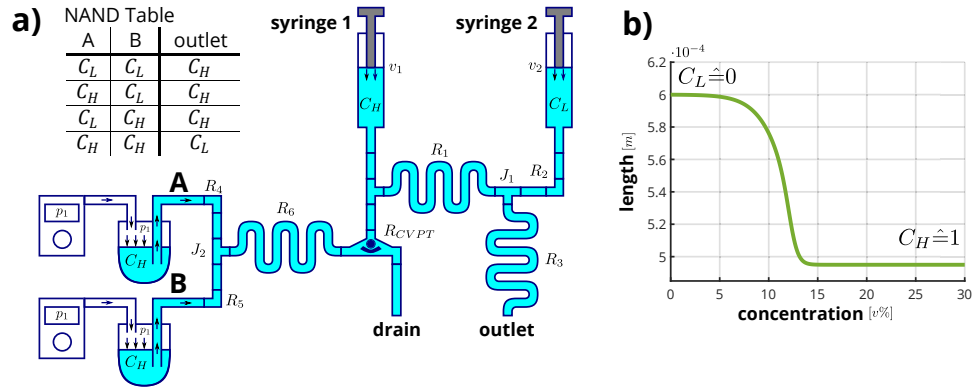 a)
NAND Table
A B outlet
C_L C_L C_H
C_H C_L C_H
C_L C_H C_H
C_H C_H C_L
syringe 1
syringe 2
v_1
v_2
C_H
C_L
R_1
J_1
R_2
A
R_4
p_1
p_1
C_H
R_6
J_2
R_CVPT
R_3
B
R_5
p_1
p_1
C_H
drain
outlet
b)
·10^-4
6.2
6
5.8
5.6
5.4
5.2
5
length [m]
C_L ≙ 0
C_H ≙ 1
0 5 10 15 20 25 30
concentration [v%]